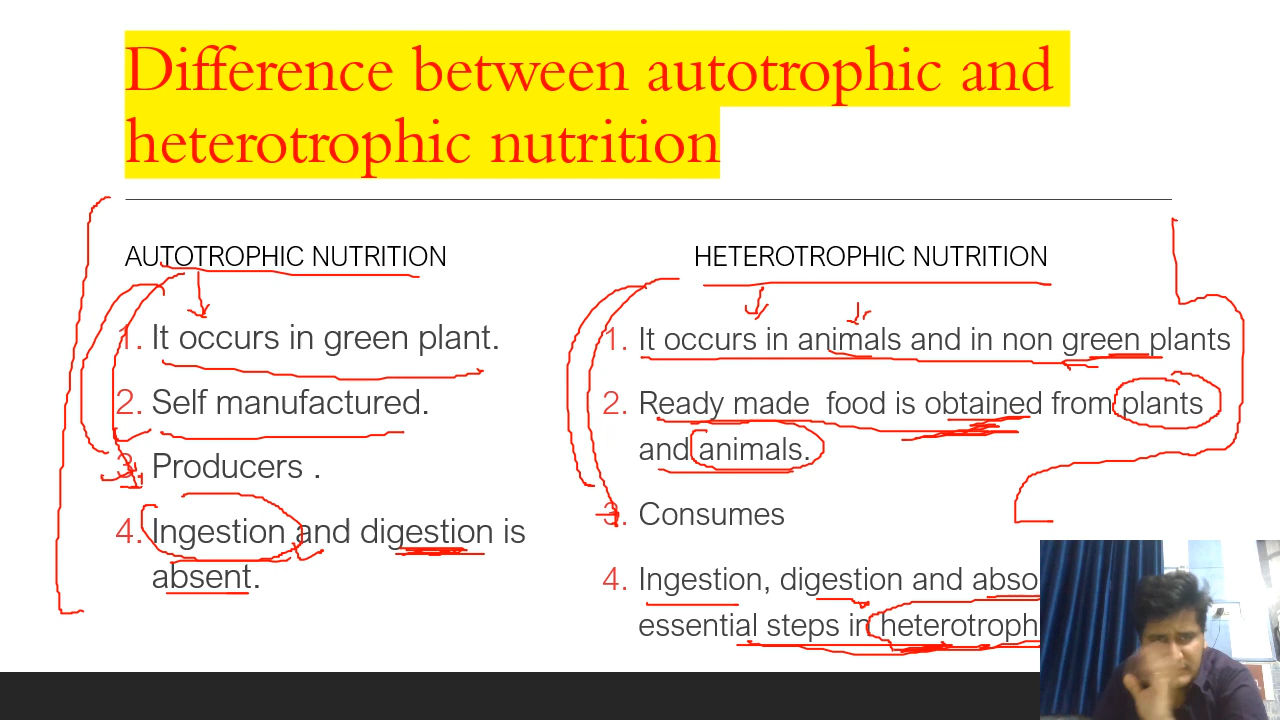 Difference between autotrophic and
heterotrophic nutrition
AUTOTROPHIC NUTRITION
1. It occurs in green plant.
2. Self manufactured.
3. Producers .
4. Ingestion and digestion is
absent.
HETEROTROPHIC NUTRITION
1. It occurs in animals and in non green plants
2. Ready made food is obtained from plants
and animals.
3. Consumes
4. Ingestion, digestion and abso
essential steps in heterotroph